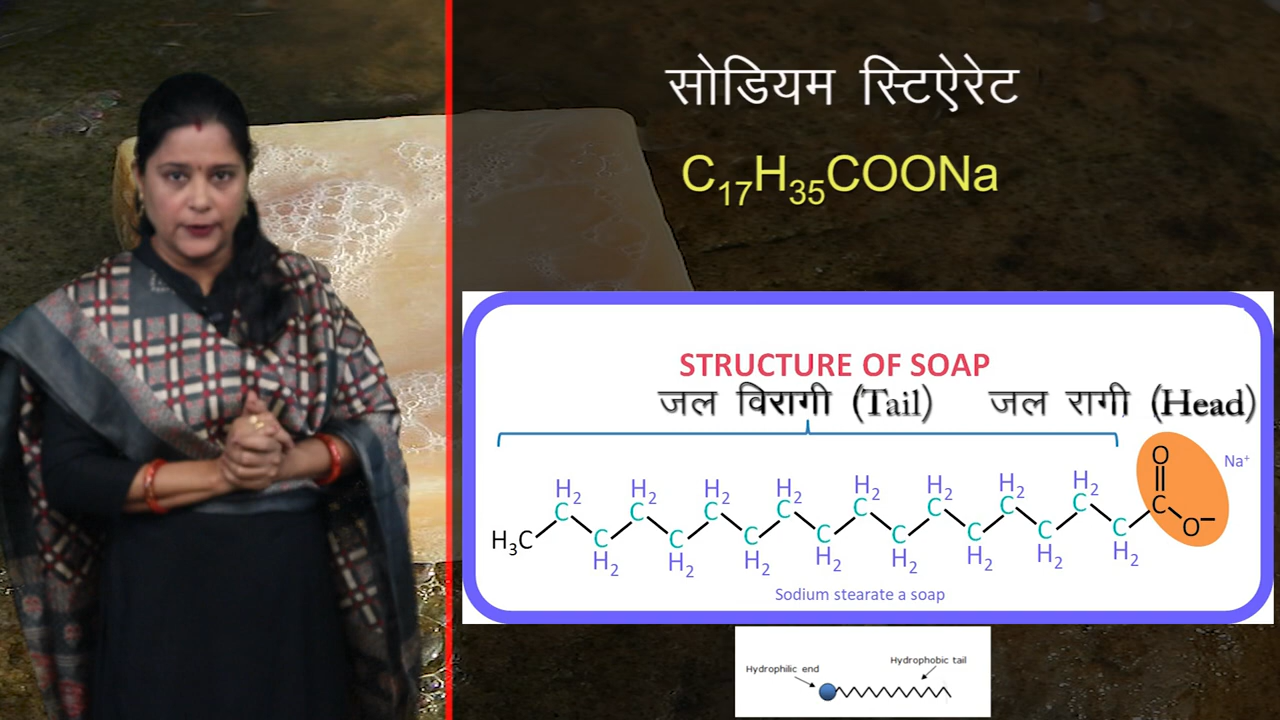 सोडियम स्टिऐरेट
C₁₇H₃₅COONa
STRUCTURE OF SOAP
जल विरागी (Tail) जल रागी (Head)
O
Na⁺
H₂ H₂ H₂ H₂ H₂ H₂ H₂ H₂
C C C C C C C C C
H₃C C C C C C C C C O⁻
H₂ H₂ H₂ H₂ H₂ H₂ H₂ H₂
Sodium stearate a soap
Hydrophilic end Hydrophobic tail